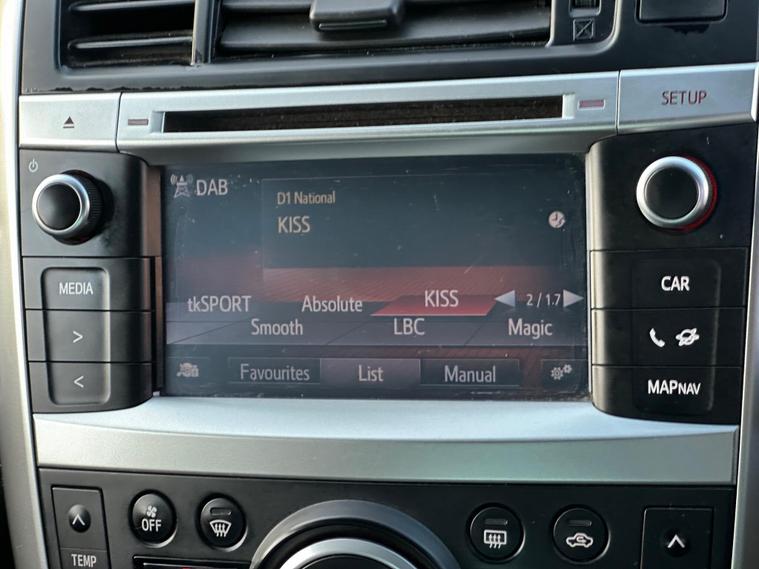 SETUP
DAB
D1 National
KISS
MEDIA
CAR
tkSPORT Absolute KISS 2 / 17
Smooth LBC Magic
MAPNAV
Favourites List Manual
OFF
TEMP